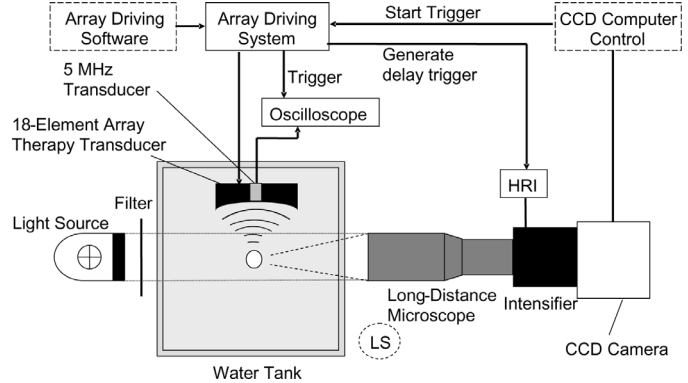 Array Driving
Software
Array Driving
System
Start Trigger
CCD Computer
Control
Generate
delay trigger
5 MHz
Transducer
Trigger
Oscilloscope
18-Element Array
Therapy Transducer
HRI
Filter
Light Source
Long-Distance
Microscope
Intensifier
LS
CCD Camera
Water Tank